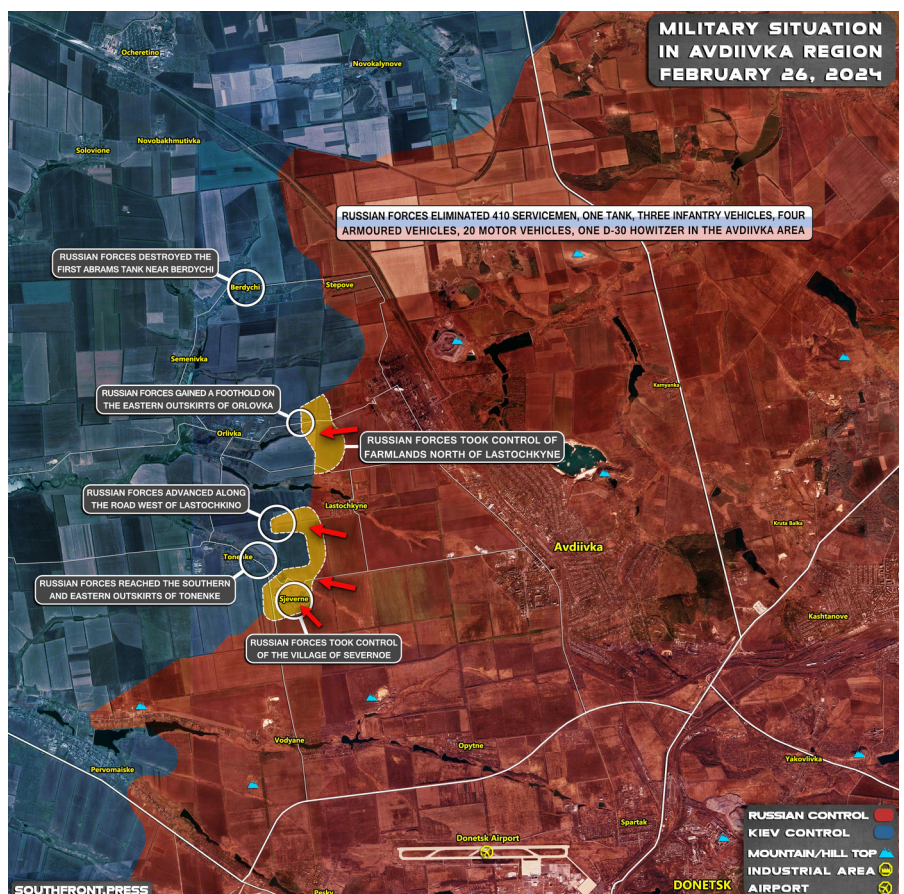 MILITARY SITUATION
IN AVDIIVKA REGION
FEBRUARY 26, 2024
Ocheretino
Novokalynove
Novobakhmutivka
Solovione
RUSSIAN FORCES ELIMINATED 410 SERVICEMEN, ONE TANK, THREE INFANTRY VEHICLES, FOUR
ARMOURED VEHICLES, 20 MOTOR VEHICLES, ONE D-30 HOWITZER IN THE AVDIIVKA AREA
RUSSIAN FORCES DESTROYED THE
FIRST ABRAMS TANK NEAR BERDYCHI
Berdychi
Stepove
Semenivka
Kamyanka
RUSSIAN FORCES GAINED A FOOTHOLD ON
THE EASTERN OUTSKIRTS OF ORLOVKA
Orlivka
RUSSIAN FORCES TOOK CONTROL OF
FARMLANDS NORTH OF LASTOCHKYNE
RUSSIAN FORCES ADVANCED ALONG
THE ROAD WEST OF LASTOCHKINO
Lastochkyne
Kruta Balka
Avdiivka
Tonenke
RUSSIAN FORCES REACHED THE SOUTHERN
AND EASTERN OUTSKIRTS OF TONENKE
Sjeverne
Kashtanove
RUSSIAN FORCES TOOK CONTROL
OF THE VILLAGE OF SEVERNOE
Vodyane
Opytne
Yakovlivka
Pervomaiske
Spartak
Donetsk Airport
Pesky
DONETSK
RUSSIAN CONTROL
KIEV CONTROL
MOUNTAIN/HILL TOP
INDUSTRIAL AREA
AIRPORT
SOUTHFRONT.PRESS